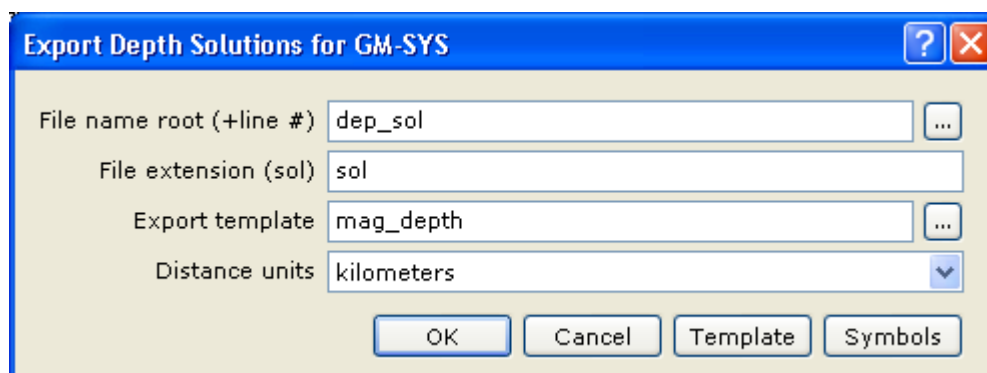 Export Depth Solutions for GM-SYS ?
File name root (+line #) dep_sol ...
File extension (sol) sol
Export template mag_depth ...
Distance units kilometers
OK Cancel Template Symbols